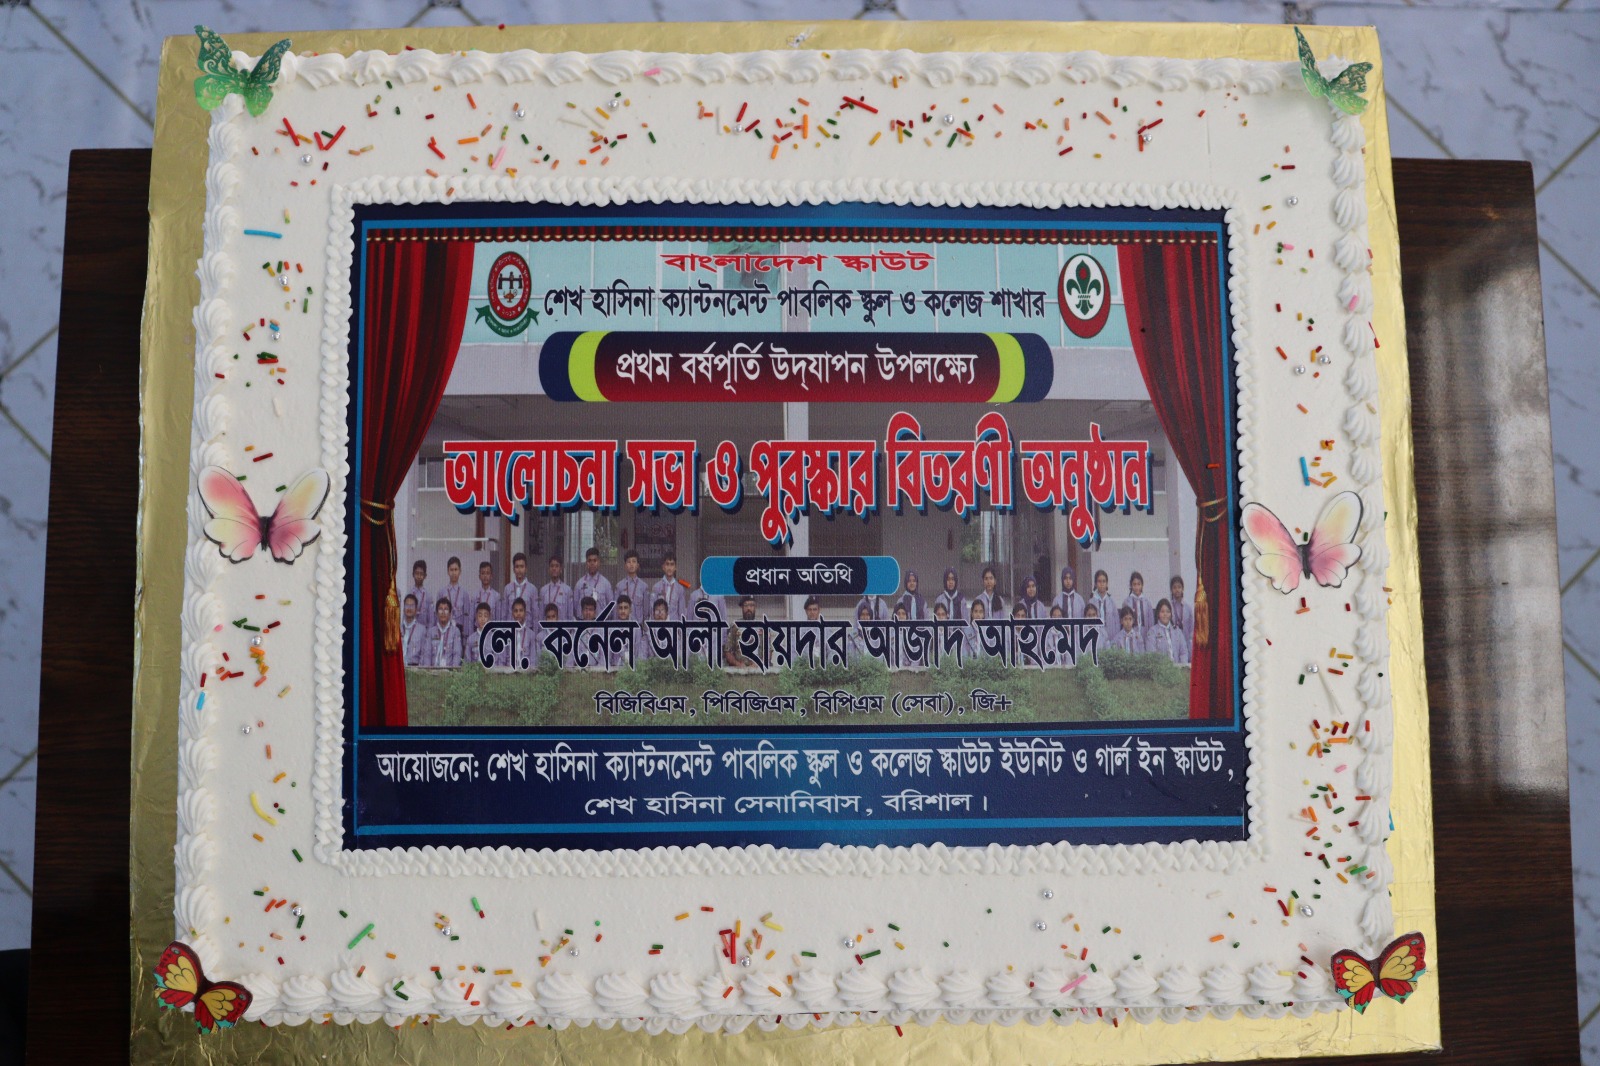 বাংলাদেশ স্কাউট
শেখ হাসিনা ক্যান্টনমেন্ট পাবলিক স্কুল ও কলেজ শাখার
প্রথম বর্ষপূর্তি উদ্‌যাপন উপলক্ষ্যে
আলোচনা সভা ও পুরস্কার বিতরণী অনুষ্ঠান
প্রধান অতিথি
লে. কর্নেল আলী হায়দার আজাদ আহমেদ
বিজিবিএম, পিবিজিএম, বিপিএম (সেবা), জি+
আয়োজনে: শেখ হাসিনা ক্যান্টনমেন্ট পাবলিক স্কুল ও কলেজ স্কাউট ইউনিট ও গার্ল ইন স্কাউট,
শেখ হাসিনা সেনানিবাস, বরিশাল।